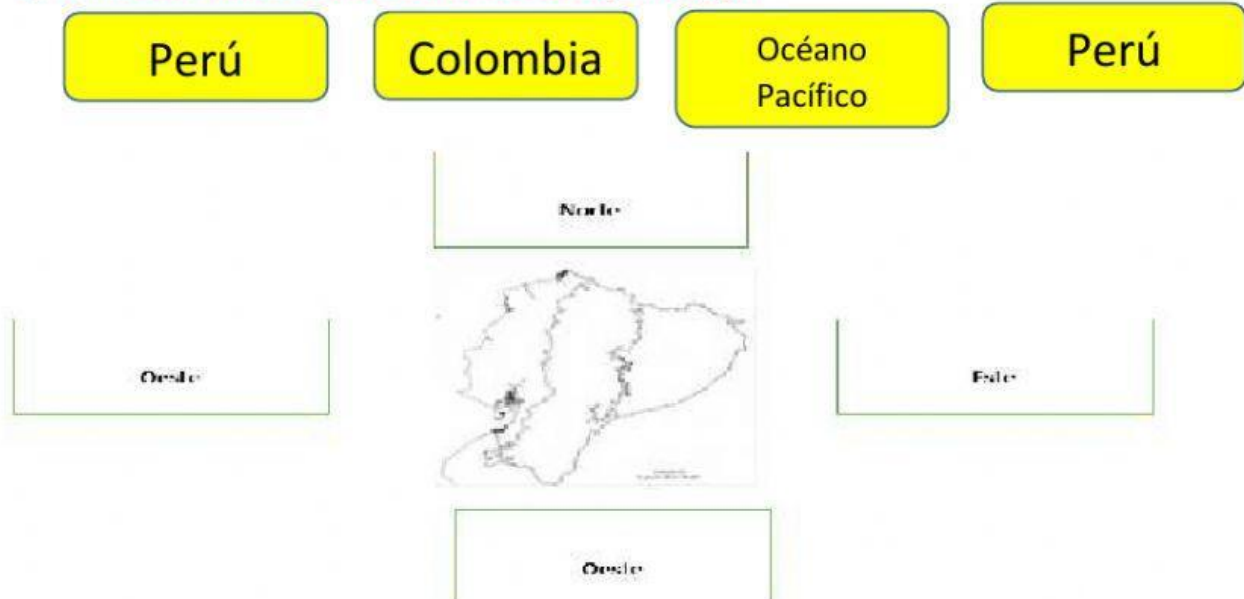 Perú
Colombia
Océano
Pacífico
Perú
Norte
Oeste
Este
Oeste